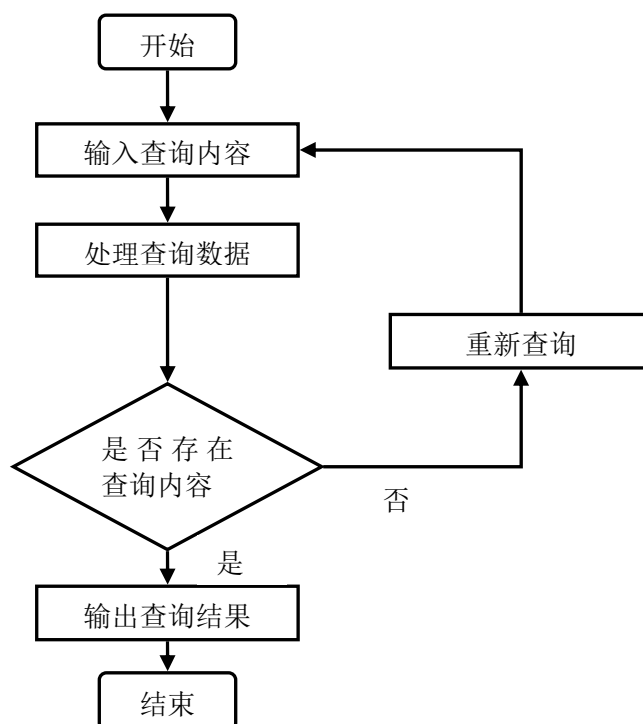 开始
输入查询内容
处理查询数据
重新查询
是否存在
查询内容
否
是
输出查询结果
结束